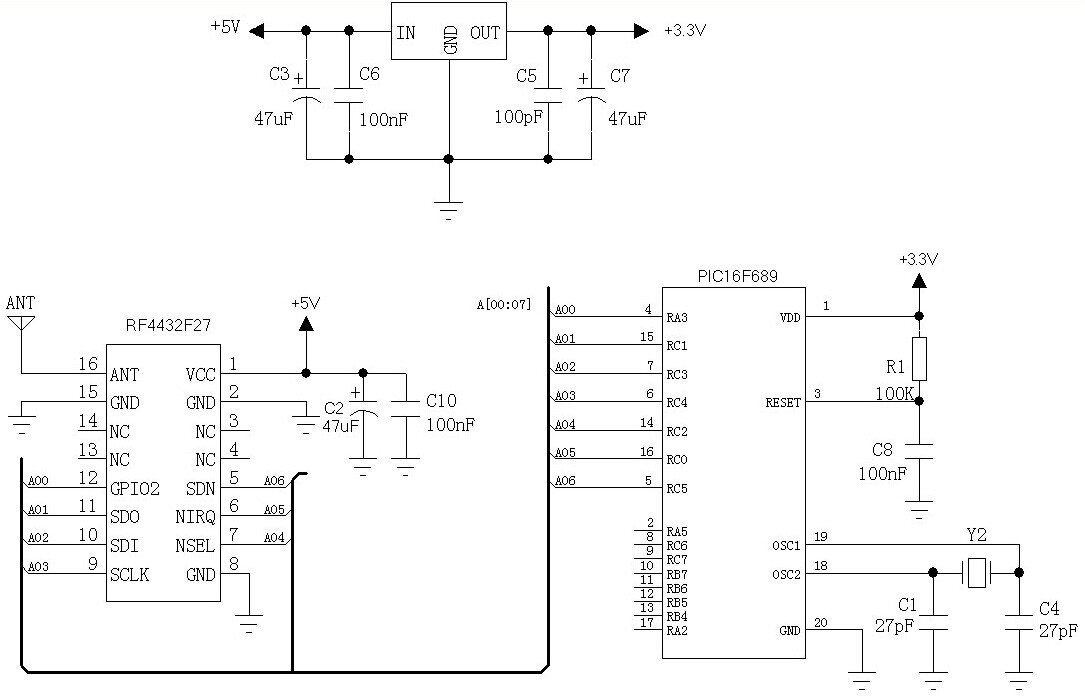 +5V
IN
GND
OUT
+3.3V
C3
+
C6
C5
+
C7
47uF
100nF
100pF
47uF
ANT
RF4432F27
+5V
A[00:07]
PIC16F689
+3.3V
16
ANT
VCC
1
15
GND
GND
2
14
NC
NC
3
13
NC
NC
4
A00
12
GPIO2
SDN
5
A06
A01
11
SDO
NIRQ
6
A05
A02
10
SDI
NSEL
7
A04
A03
9
SCLK
GND
8
+
C2
47uF
C10
100nF
A00
4
RA3
A01
15
RC1
A02
7
RC3
A03
6
RC4
A04
14
RC2
A05
16
RC0
A06
5
RC5
2
RA5
8
RC6
9
RC7
10
RB7
11
RB6
12
RB5
13
RB4
17
RA2
VDD
1
RESET
3
OSC1
19
OSC2
18
GND
20
R1
100K
C8
100nF
Y2
C1
27pF
C4
27pF